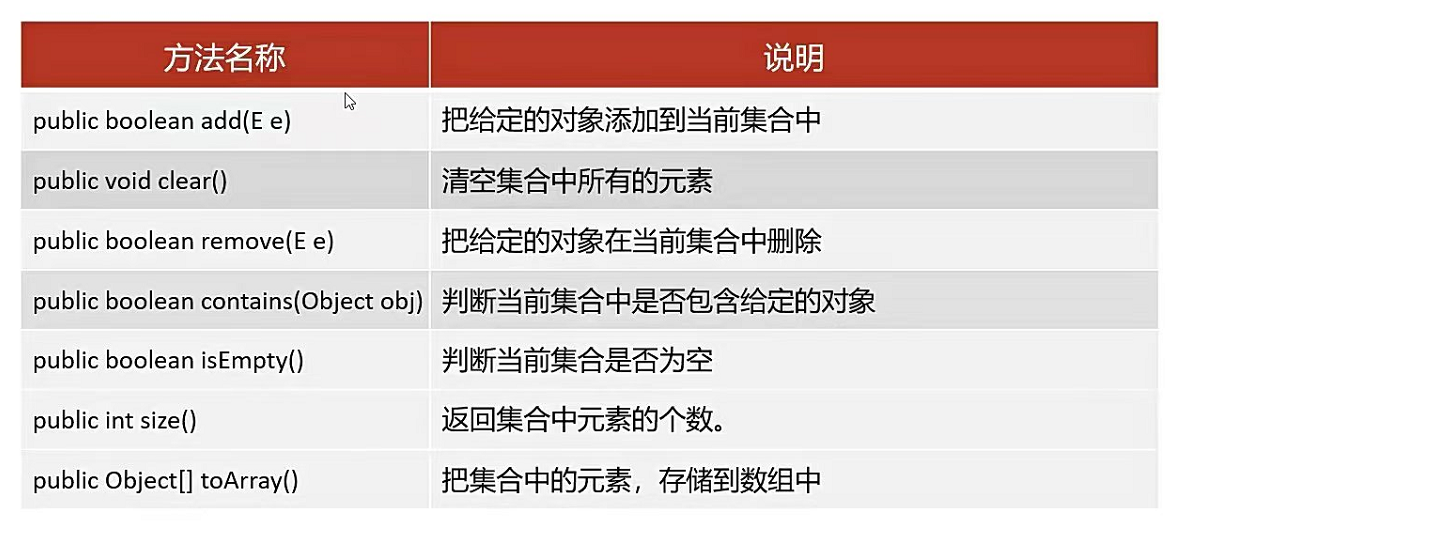 方法名称 说明
public boolean add(E e) 把给定的对象添加到当前集合中
public void clear() 清空集合中所有的元素
public boolean remove(E e) 把给定的对象在当前集合中删除
public boolean contains(Object obj) 判断当前集合中是否包含给定的对象
public boolean isEmpty() 判断当前集合是否为空
public int size() 返回集合中元素的个数。
public Object[] toArray() 把集合中的元素，存储到数组中